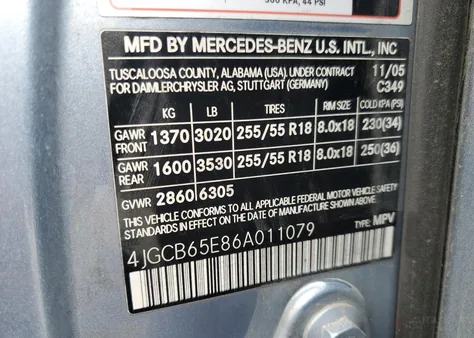 300 KPA, 44 PSI
MFD BY MERCEDES-BENZ U.S. INTL., INC
TUSCALOOSA COUNTY, ALABAMA (USA). UNDER CONTRACT 11/05
FOR DAIMLERCHRYSLER AG, STUTTGART (GERMANY) C349
KG LB TIRES RIM SIZE COLD KPA (PSI)
GAWR FRONT 1370 3020 255/55 R18 8.0x18 230(34)
GAWR REAR 1600 3530 255/55 R18 8.0x18 250(36)
GVWR 2860 6305
THIS VEHICLE CONFORMS TO ALL APPLICABLE FEDERAL MOTOR VEHICLE SAFETY
STANDARDS IN EFFECT ON THE DATE OF MANUFACTURE SHOWN ABOVE
4JGCB65E86A011079 TYPE: MPV